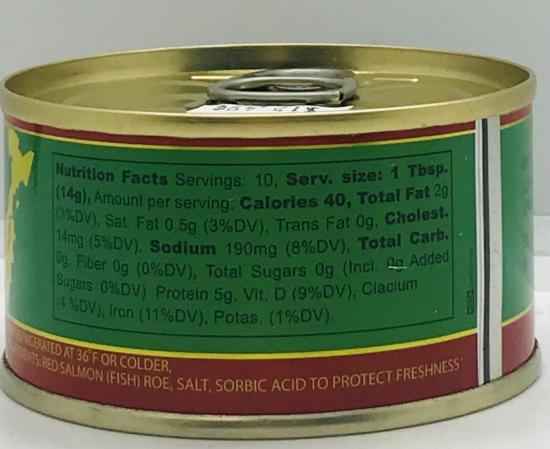 Nutrition Facts Servings: 10, Serv. size: 1 Tbsp.
(14g), Amount per serving: Calories 40, Total Fat 2g
(3%DV), Sat. Fat 0.5g (3%DV), Trans Fat 0g, Cholest.
14mg (5%DV), Sodium 190mg (8%DV), Total Carb.
0g, Fiber 0g (0%DV), Total Sugars 0g (Incl. 0g Added
Sugars 0%DV) Protein 5g, Vit. D (9%DV), Clacium
(4 %DV), Iron (11%DV), Potas. (1%DV).
AT 36°F OR COLDER,
RED SALMON (FISH) ROE, SALT, SORBIC ACID TO PROTECT FRESHNESS